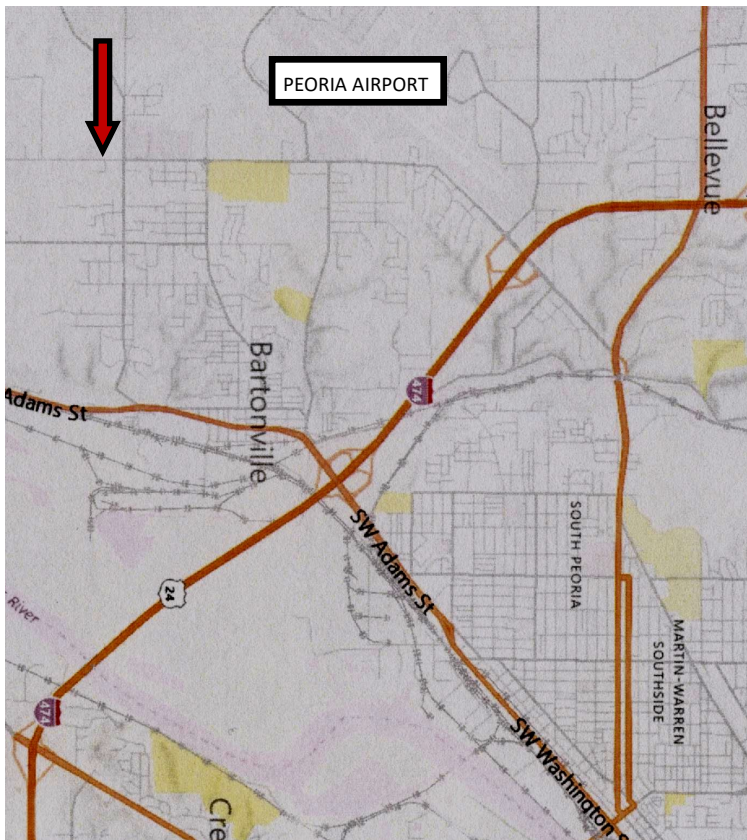 PEORIA AIRPORT
Bellevue
Bartonville
474
Adams St
SW Adams St
SOUTH PEORIA
24
River
MARTIN-WARREN
SOUTHSIDE
474
SW Washington
Cre